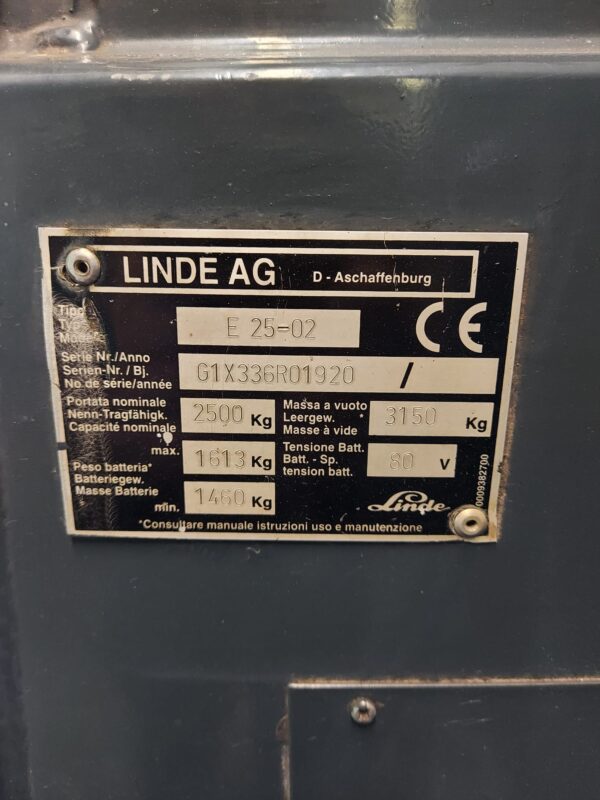 LINDE AG D - Aschaffenburg
Tipo
Typ
Modele
E 25-02
CE
Serie Nr./Anno
Serien-Nr. / Bj.
No de série/année
G1X336R01920 /
Portata nominale
Nenn-Tragfähigk.
Capacité nominale
2500 Kg
Massa a vuoto
Leergew. *
Masse à vide
3150 Kg
Peso batteria*
Batteriegew.
Masse Batterie
max. 1613 Kg
min. 1460 Kg
Tensione Batt.
Batt. - Sp.
tension batt.
80 V
Linde
0009382700
*Consultare manuale istruzioni uso e manutenzione